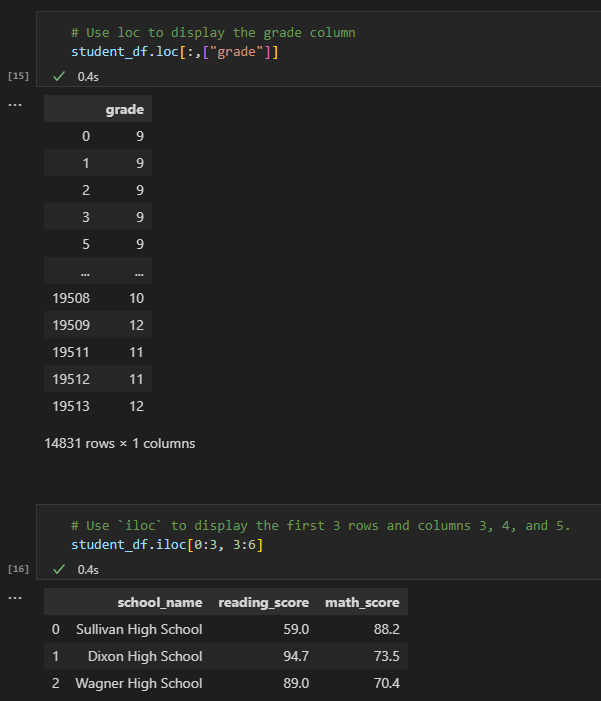 # Use loc to display the grade column
student_df.loc[:,["grade"]]
[15] ✓ 0.4s
...
grade
0 9
1 9
2 9
3 9
5 9
... ...
19508 10
19509 12
19511 11
19512 11
19513 12
14831 rows × 1 columns
# Use `iloc` to display the first 3 rows and columns 3, 4, and 5.
student_df.iloc[0:3, 3:6]
[16] ✓ 0.4s
...
school_name reading_score math_score
0 Sullivan High School 59.0 88.2
1 Dixon High School 94.7 73.5
2 Wagner High School 89.0 70.4